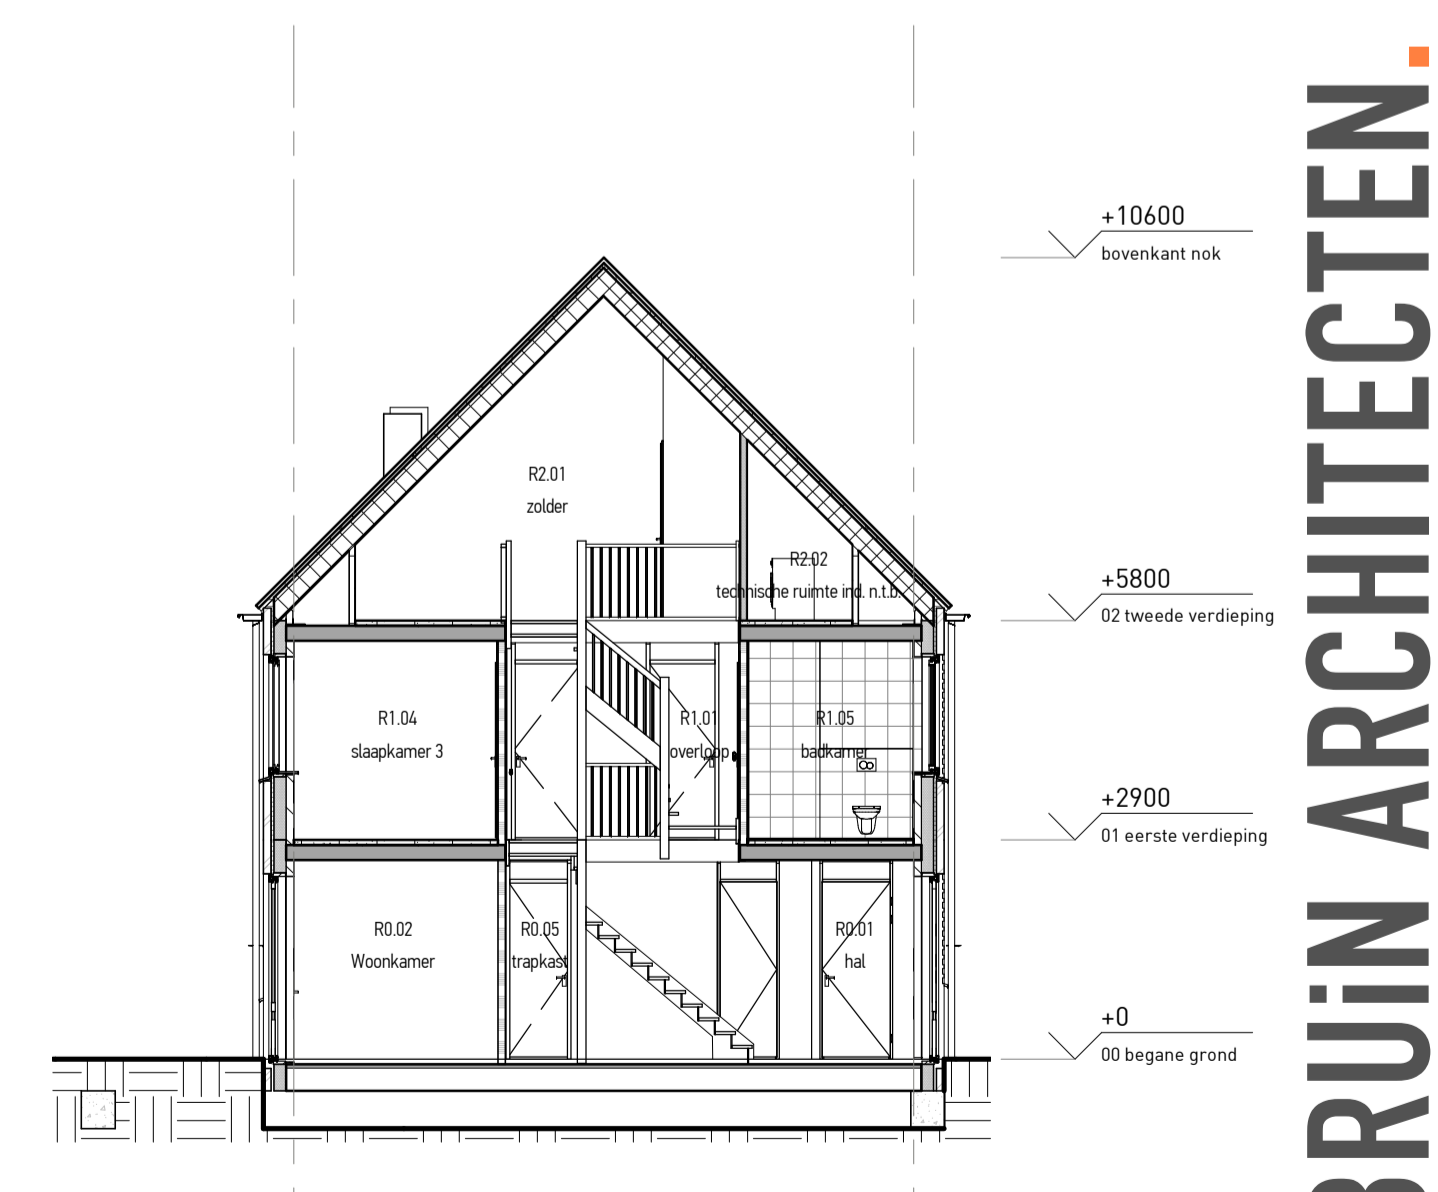 +10600
bovenkant nok
R2.01
zolder
R2.02
technische ruimte ind. n.t.b.
+5800
02 tweede verdieping
R1.04
slaapkamer 3
R1.01
overloop
R1.05
badkamer
+2900
01 eerste verdieping
R0.02
Woonkamer
R0.05
trapkast
R0.01
hal
+0
00 begane grond
BRUiN ARCHITECTEN.